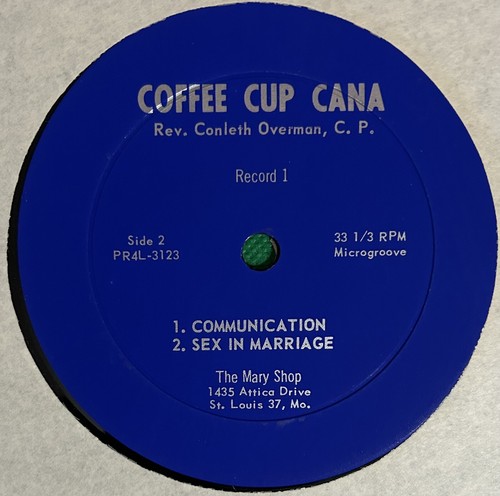 COFFEE CUP CANA
Rev. Conleth Overman, C. P.
Record 1
Side 2
PR4L-3123
33 1/3 RPM
Microgroove
1. COMMUNICATION
2. SEX IN MARRIAGE
The Mary Shop
1435 Attica Drive
St. Louis 37, Mo.